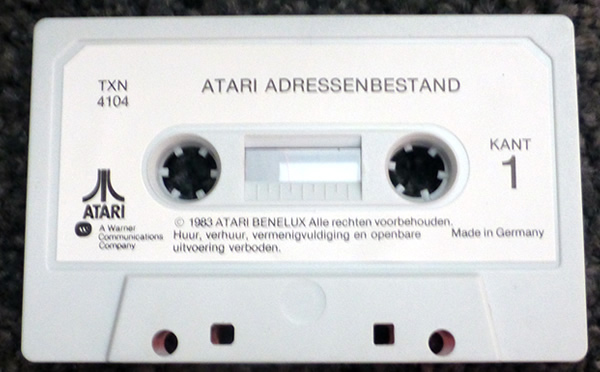 TXN
4104
ATARI ADRESSENBESTAND
KANT
1
ATARI
A Warner
Communications
Company
© 1983 ATARI BENELUX Alle rechten voorbehouden.
Huur, verhuur, vermenigvuldiging en openbare
uitvoering verboden.
Made in Germany